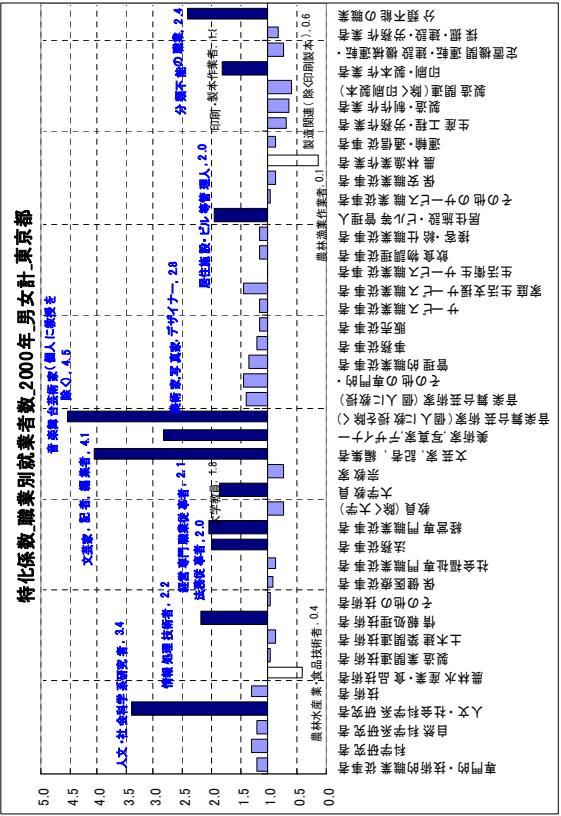 特化係数_職業別就業者数_2000年_男女計_東京都
5.0
4.5
4.0
3.5
3.0
2.5
2.0
1.5
1.0
0.5
0.0
人文・社会科学系研究者, 3.4
農林水産業・食品技術者, 0.4
情報処理技術者, 2.2
法務従事者, 2.0
経営専門職業従事者, 2.1
大学教員, 1.8
文芸家, 記者, 編集者, 4.1
美術家,写真家・デザイナー, 2.8
音楽舞台芸術家(個人に教授を
除く), 4.5
居住施設・ビル等管理人, 2.0
農林漁業作業者, 0.1
印刷・製本作業者,
製造関連(除く印刷製本), 0.6
分類不能の職業, 2.4
専門的・技術的職業従事者
科学研究者
自然科学系研究者
人文・社会科学系研究者
技術者
農林水産業・食品技術者
製造業関連技術者
土木建築関連技術者
情報処理技術者
その他の技術者
保健医療従事者
社会福祉専門職業従事者
法務従事者
経営専門職業従事者
教員(除く大学)
大学教員
宗教家
文芸家, 記者, 編集者
美術家,写真家,デザイナー
音楽舞台芸術家(個人に教授を除く)
音楽舞台芸術家(個人に教授)
その他の専門的・
管理的職業従事者
事務従事者
販売従事者
サービス職業従事者
家庭生活支援サービス職業従事者
生活衛生サービス職業従事者
飲食物調理従事者
接客・給仕職業従事者
居住施設・ビル等管理人
その他のサービス職業従事者
保安職業従事者
農林漁業作業者
運輸・通信従事者
生産工程・労務作業者
製造・制作作業者
製造関連(除く印刷製本)
印刷・製本作業者
定置機関運転・建設機械運転・
採掘・建設・労務作業者
分類不能の職業